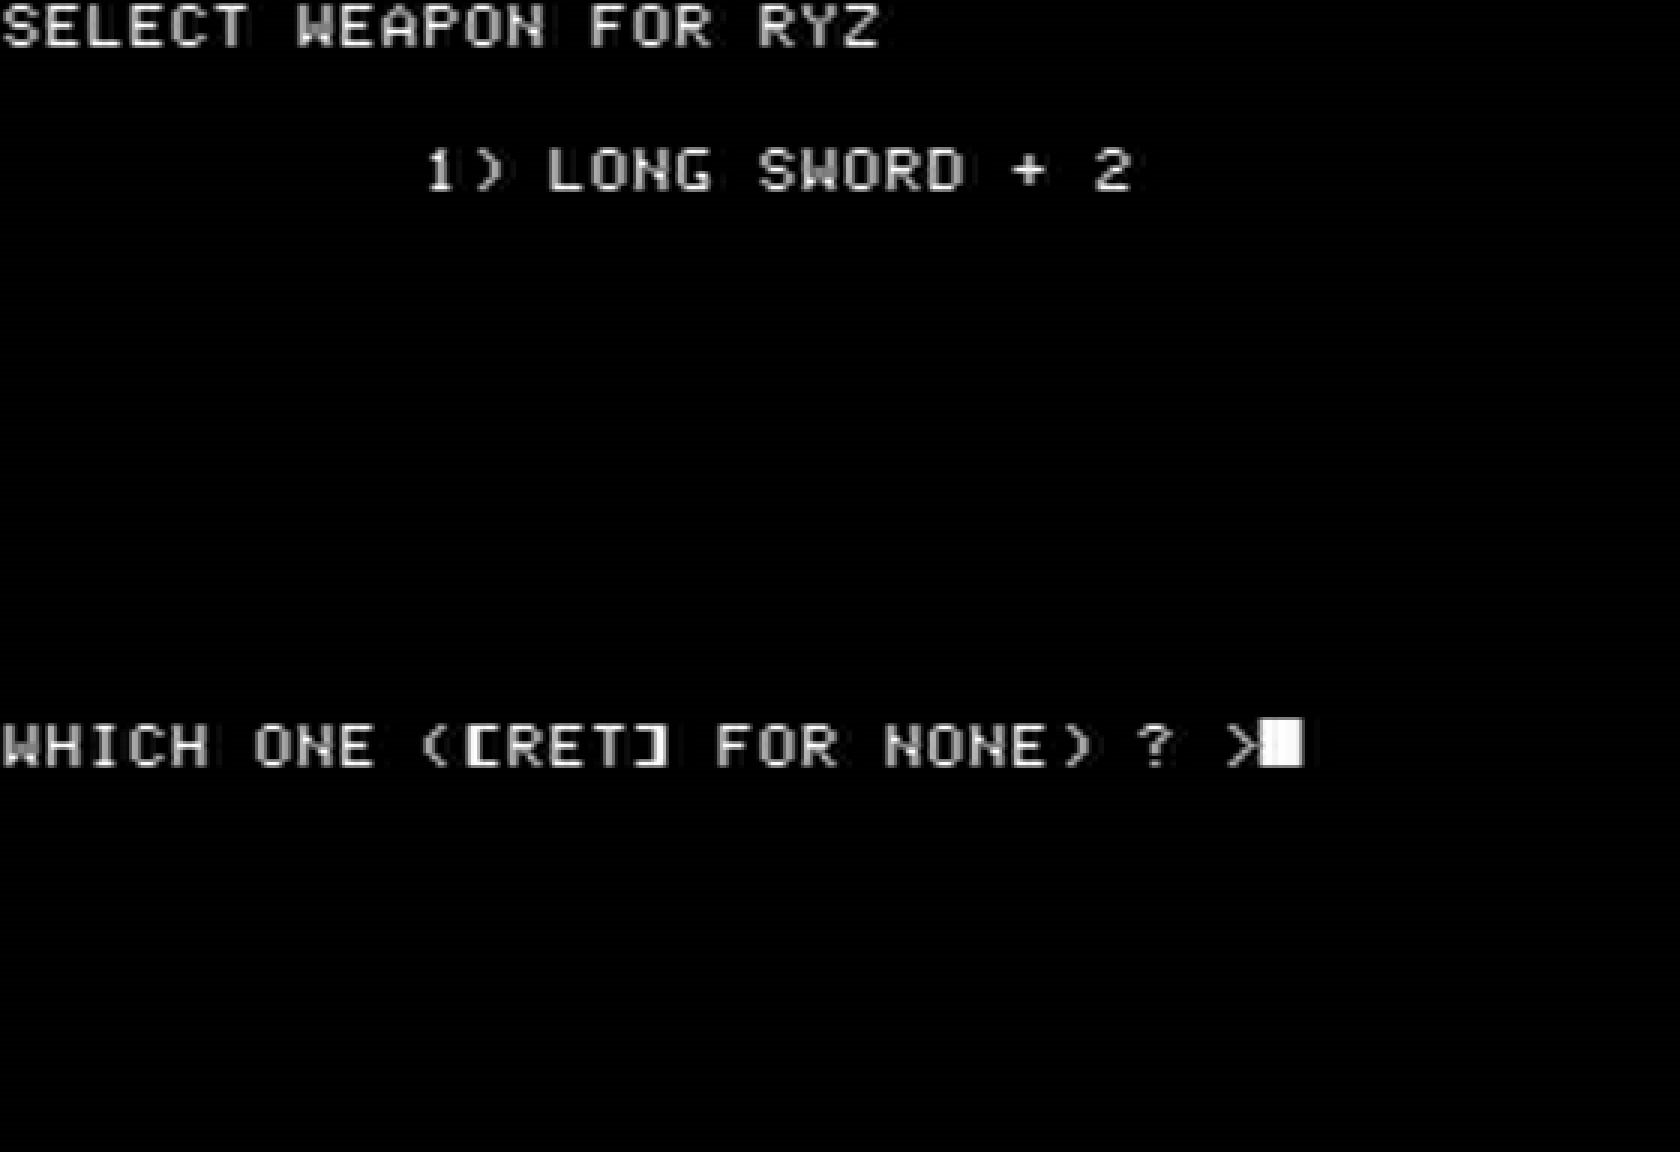 SELECT WEAPON FOR RYZ
1) LONG SWORD + 2
WHICH ONE ([RET] FOR NONE) ? >